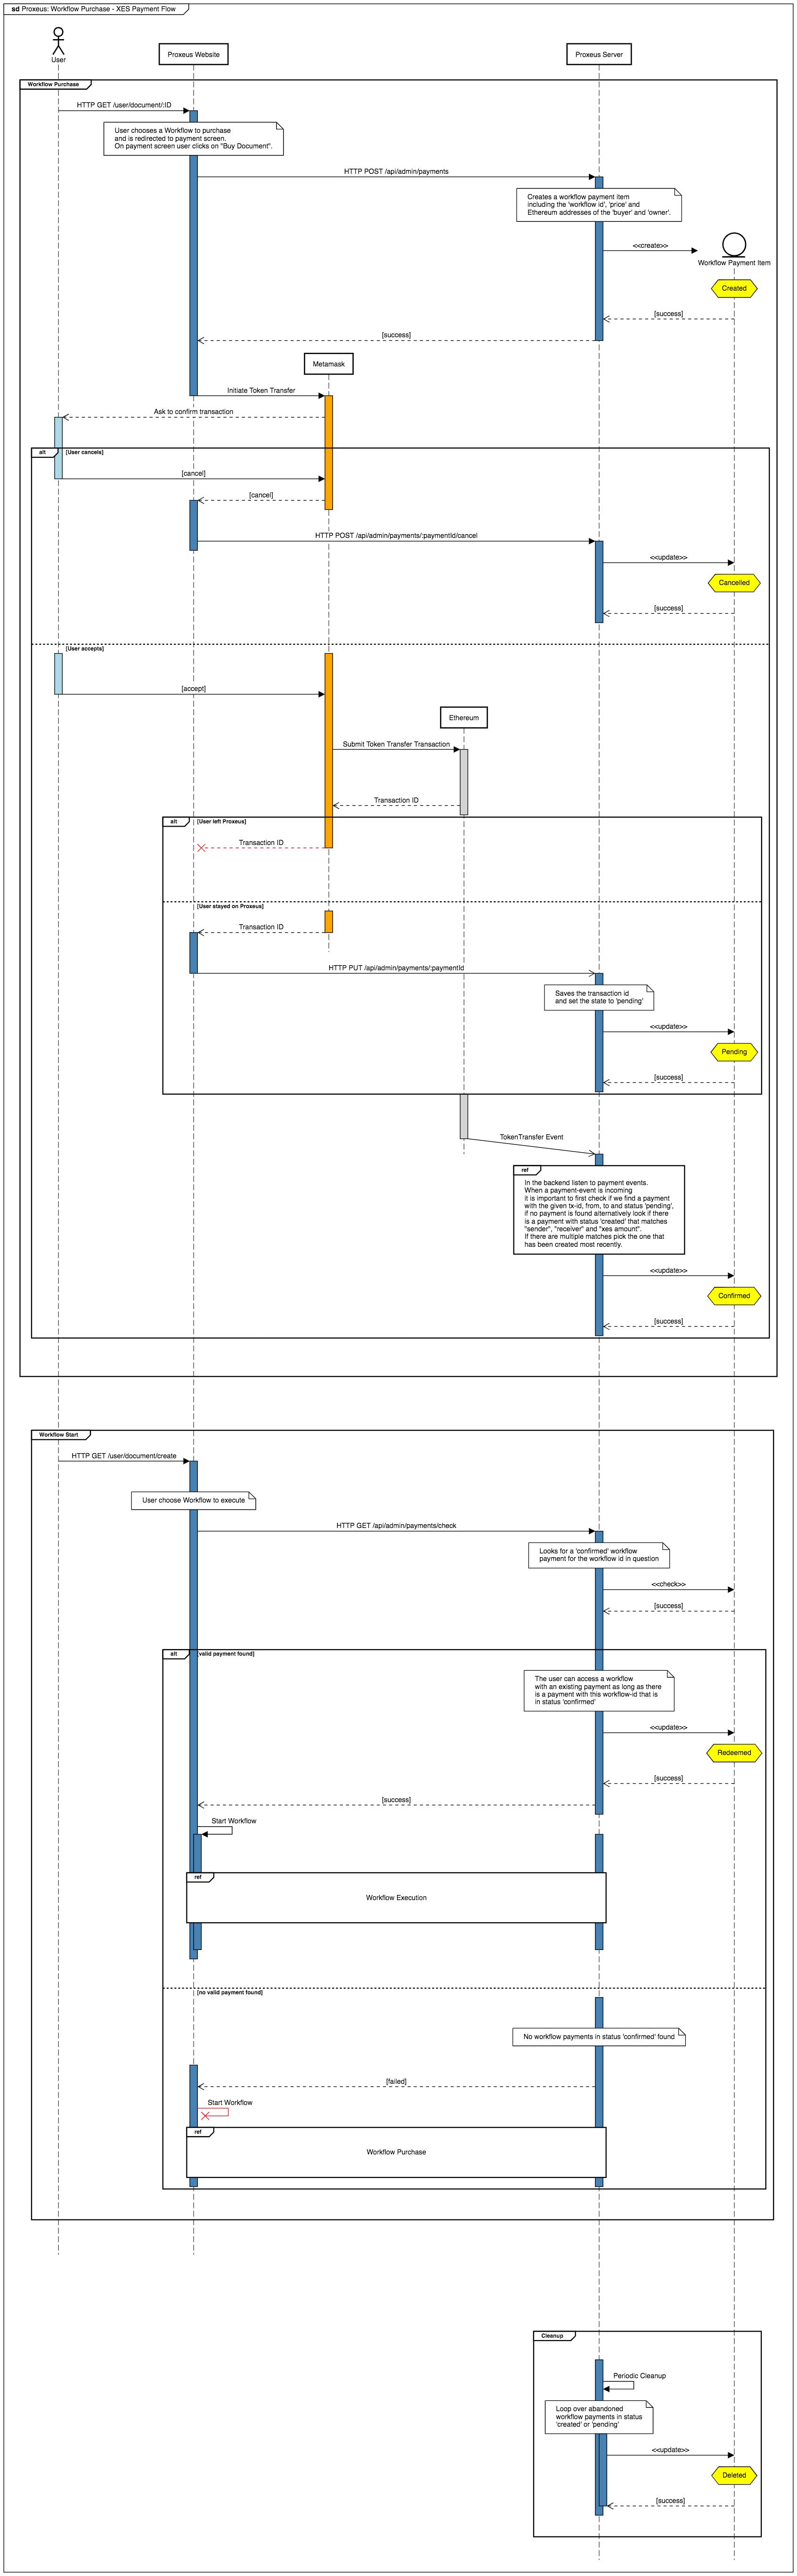 sd Proxeus: Workflow Purchase - XES Payment Flow
User
Proxeus Website
Proxeus Server
Workflow Purchase
HTTP GET /user/document/:ID
User chooses a Workflow to purchase
and is redirected to payment screen.
On payment screen user clicks on "Buy Document".
HTTP POST /api/admin/payments
Creates a workflow payment item
including the 'workflow id', 'price' and
Ethereum addresses of the 'buyer' and 'owner'.
<<create>>
Workflow Payment Item
Created
[success]
[success]
Metamask
Initiate Token Transfer
Ask to confirm transaction
alt
[User cancels]
[cancel]
[cancel]
HTTP POST /api/admin/payments/:paymentId/cancel
<<update>>
Cancelled
[success]
[User accepts]
[accept]
Ethereum
Submit Token Transfer Transaction
Transaction ID
alt
[User left Proxeus]
Transaction ID
[User stayed on Proxeus]
Transaction ID
HTTP PUT /api/admin/payments/:paymentId
Saves the transaction id
and set the state to 'pending'
<<update>>
Pending
[success]
TokenTransfer Event
ref
In the backend listen to payment events.
When a payment-event is incoming
it is important to first check if we find a payment
with the given tx-id, from, to and status 'pending',
if no payment is found alternatively look if there
is a payment with status 'created' that matches
"sender", "receiver" and "xes amount".
If there are multiple matches pick the one that
has been created most recently.
<<update>>
Confirmed
[success]
Workflow Start
HTTP GET /user/document/create
User choose Workflow to execute
HTTP GET /api/admin/payments/check
Looks for a 'confirmed' workflow
payment for the workflow id in question
<<check>>
[success]
alt
[valid payment found]
The user can access a workflow
with an existing payment as long as there
is a payment with this workflow-id that is
in status 'confirmed'
<<update>>
Redeemed
[success]
[success]
Start Workflow
ref
Workflow Execution
[no valid payment found]
No workflow payments in status 'confirmed' found
[failed]
Start Workflow
ref
Workflow Purchase
Cleanup
Periodic Cleanup
Loop over abandoned
workflow payments in status
'created' or 'pending'
<<update>>
Deleted
[success]